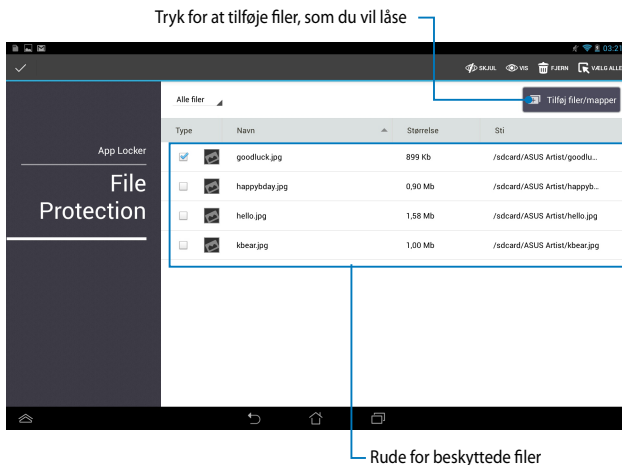 Tryk for at tilføje filer, som du vil låse
03:21
SKJUL VIS FJERN VÆLG ALLE
Alle filer
Tilføj filer/mapper
Type Navn Størrelse Sti
App Locker
File
Protection
goodluck.jpg 899 Kb /sdcard/ASUS Artist/goodlu...
happybday.jpg 0,90 Mb /sdcard/ASUS Artist/happyb...
hello.jpg 1,58 Mb /sdcard/ASUS Artist/hello.jpg
kbear.jpg 1,00 Mb /sdcard/ASUS Artist/kbear.jpg
Rude for beskyttede filer